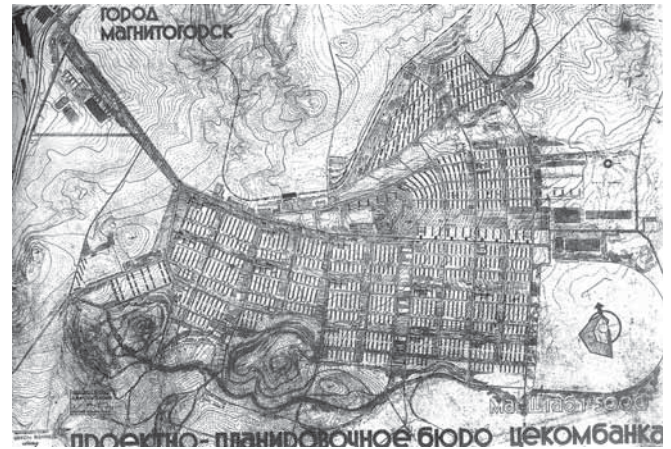 ГОРОД
МАГНИТОГОРСК
МАСШТАБ 1:5000
ПРОЕКТНО-ПЛАНИРОВОЧНОЕ БЮРО ЦЕКОМБАНКА